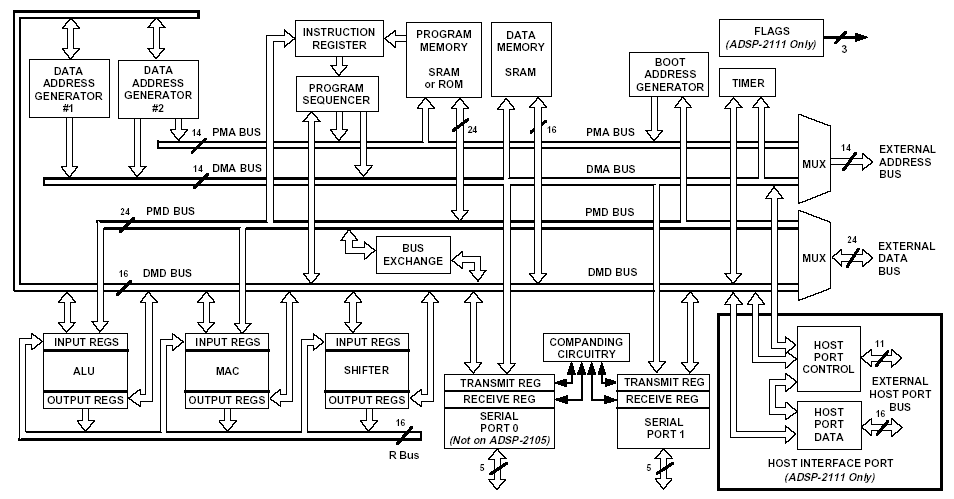 INSTRUCTION
REGISTER
PROGRAM
MEMORY
SRAM
or ROM
DATA
MEMORY
SRAM
FLAGS
(ADSP-2111 Only)
3
DATA
ADDRESS
GENERATOR
#1
DATA
ADDRESS
GENERATOR
#2
PROGRAM
SEQUENCER
BOOT
ADDRESS
GENERATOR
TIMER
24
16
14
PMA BUS
PMA BUS
14
DMA BUS
DMA BUS
MUX
14
EXTERNAL
ADDRESS
BUS
24
PMD BUS
PMD BUS
BUS
EXCHANGE
16
DMD BUS
DMD BUS
MUX
24
EXTERNAL
DATA
BUS
INPUT REGS
ALU
OUTPUT REGS
INPUT REGS
MAC
OUTPUT REGS
INPUT REGS
SHIFTER
OUTPUT REGS
16
R Bus
COMPANDING
CIRCUITRY
TRANSMIT REG
RECEIVE REG
SERIAL
PORT 0
(Not on ADSP-2105)
5
TRANSMIT REG
RECEIVE REG
SERIAL
PORT 1
5
HOST
PORT
CONTROL
11
EXTERNAL
HOST PORT
BUS
16
HOST
PORT
DATA
HOST INTERFACE PORT
(ADSP-2111 Only)